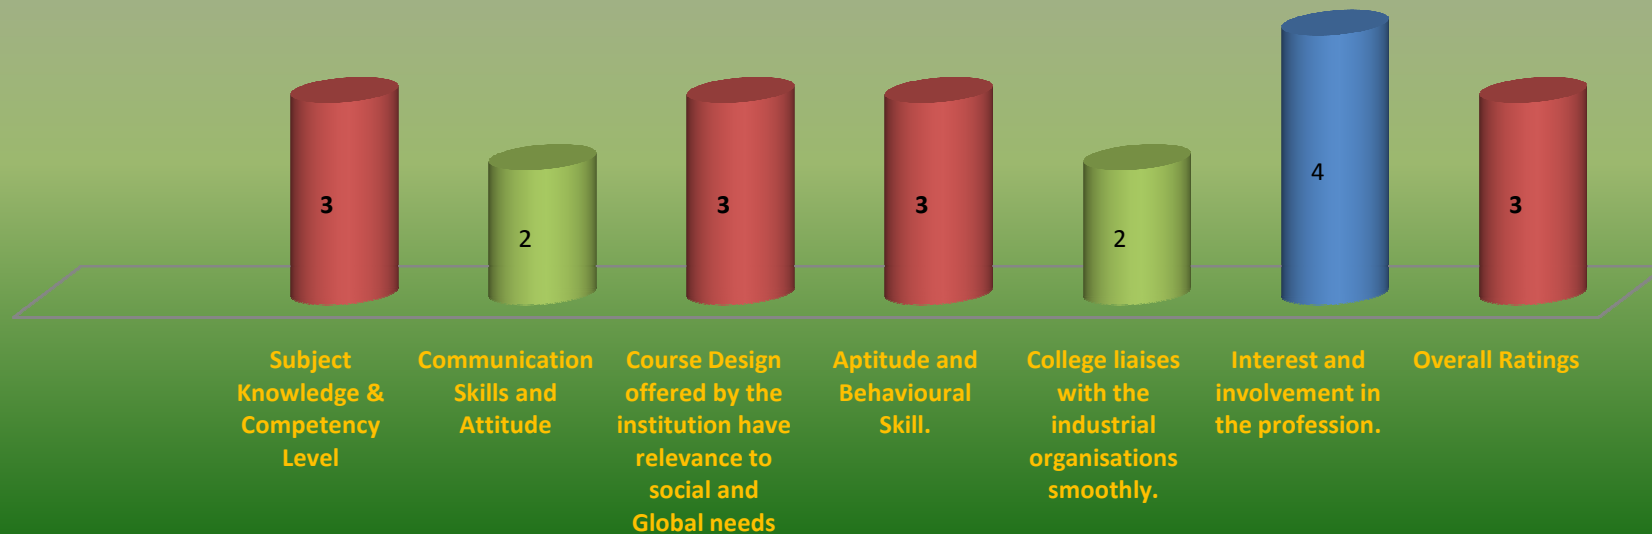 3
2
3
3
2
4
3
Subject
Knowledge &
Competency
Level
Communication
Skills and
Attitude
Course Design
offered by the
institution have
relevance to
social and
Global needs
Aptitude and
Behavioural
Skill.
College liaises
with the
industrial
organisations
smoothly.
Interest and
involvement in
the profession.
Overall Ratings